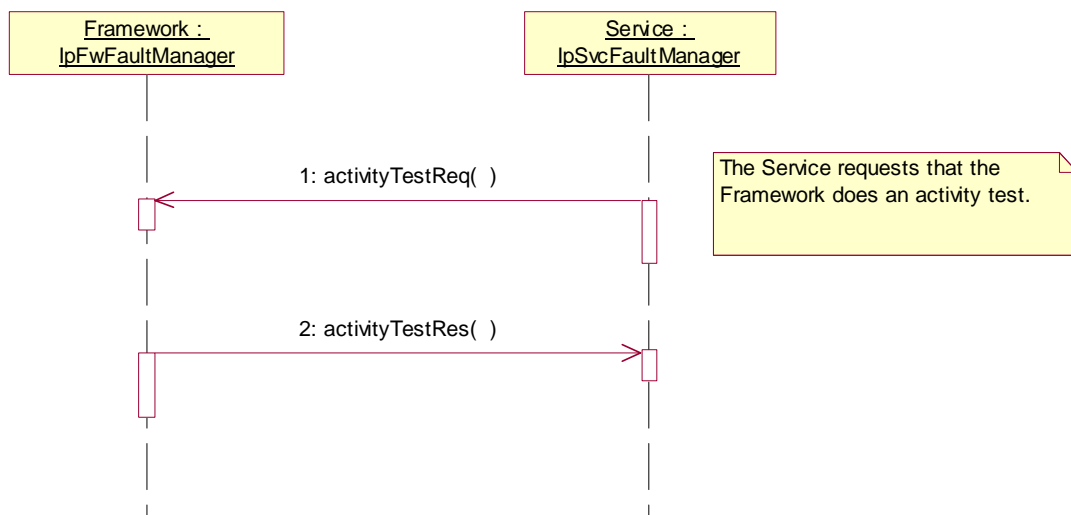 Framework :
IpFwFaultManager
Service :
IpSvcFaultManager
1: activityTestReq( )
The Service requests that the
Framework does an activity test.
2: activityTestRes( )